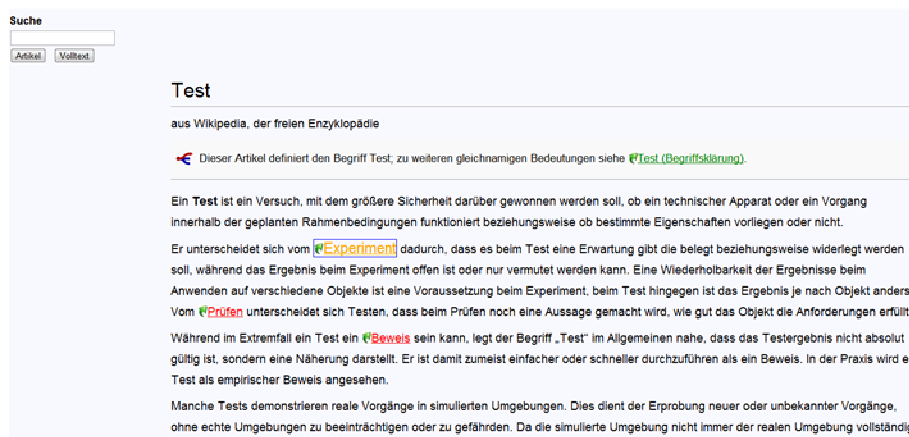 Suche
Artikel Volltext
Test
aus Wikipedia, der freien Enzyklopädie
Dieser Artikel definiert den Begriff Test; zu weiteren gleichnamigen Bedeutungen siehe Test (Begriffsklärung).
Ein Test ist ein Versuch, mit dem größere Sicherheit darüber gewonnen werden soll, ob ein technischer Apparat oder ein Vorgang
innerhalb der geplanten Rahmenbedingungen funktioniert beziehungsweise ob bestimmte Eigenschaften vorliegen oder nicht.
Er unterscheidet sich vom Experiment dadurch, dass es beim Test eine Erwartung gibt die belegt beziehungsweise widerlegt werden
soll, während das Ergebnis beim Experiment offen ist oder nur vermutet werden kann. Eine Wiederholbarkeit der Ergebnisse beim
Anwenden auf verschiedene Objekte ist eine Voraussetzung beim Experiment, beim Test hingegen ist das Ergebnis je nach Objekt anders
Vom Prüfen unterscheidet sich Testen, dass beim Prüfen noch eine Aussage gemacht wird, wie gut das Objekt die Anforderungen erfüllt
Während im Extremfall ein Test ein Beweis sein kann, legt der Begriff „Test" im Allgemeinen nahe, dass das Testergebnis nicht absolut
gültig ist, sondern eine Näherung darstellt. Er ist damit zumeist einfacher oder schneller durchzuführen als ein Beweis. In der Praxis wird e
Test als empirischer Beweis angesehen.
Manche Tests demonstrieren reale Vorgänge in simulierten Umgebungen. Dies dient der Erprobung neuer oder unbekannter Vorgänge,
ohne echte Umgebungen zu beeinträchtigen oder zu gefährden. Da die simulierte Umgebung nicht immer der realen Umgebung vollständig